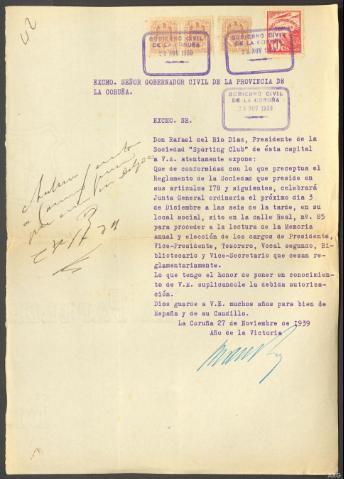 GOBIERNO CIVIL
DE LA CORUÑA
GOBIERNO CIVIL
DE LA
10 cts
EXCMO. SEÑOR GOBERNADOR CIVIL DE LA PROVINCIA DE
LA CORUÑA.
GOBIERNO CIVIL
DE LA CORUÑA
EXCMO. SR.
Don Rafael del Rio Diaz, Presidente de la
Sociedad "Sporting Club" de ésta capital
a V.E. atentamente expone:
Que de conformidad con lo que preceptua el
Reglamento de la Sociedad que preside en
sus articulos 178 y siguientes, celebrará
Junta General ordinaria el próximo dia 3
de Diciembre a las seis de la tarde, en su
local social, sito en la calle Real, nº. 85
para proceder a la lectura de la Memoria
anual y elección de los cargos de Presidente,
Vice-Presidente, Tesorero, Vocal segundo, Bi-
bliotecario y Vice-Secretario que cesan re-
glamentariamente.
Lo que tengo el honor de poner en conocimiento
de V.E. suplicandole la debida autori-
zación.
Dios guarde a V.E. muchos años para bien de
España y de su Caudillo.
La Coruña 27 de Noviembre de 1939
Año de la Victoria